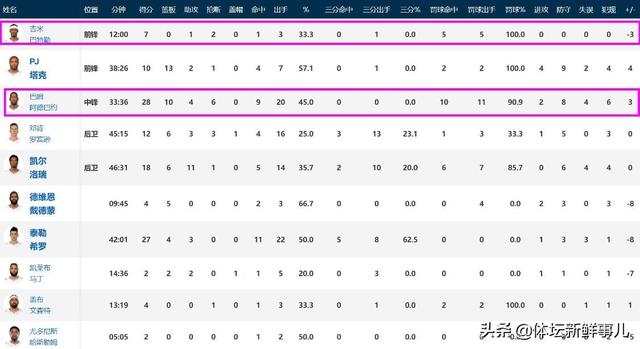 姓名 位置 分钟 得分 篮板 助攻 抢断 盖帽 命中 出手 % 三分命中 三分出手 三分% 罚球命中 罚球出手 罚球% 进攻 防守 失误 犯规 +/-
吉米
巴特勒
前锋 12:00 7 0 1 2 0 1 3 33.3 0 1 0.0 5 5 100.0 0 0 0 0 -3
PJ
塔克
前锋 38:26 10 13 2 1 0 4 7 57.1 0 1 0.0 2 2 100.0 4 9 2 4 4
巴姆
阿德巴约
中锋 33:36 28 10 4 6 0 9 20 45.0 0 0 0.0 10 11 90.9 2 8 4 6 3
邓肯
罗宾逊
后卫 45:15 12 6 3 3 1 4 16 25.0 3 13 23.1 1 3 33.3 1 5 0 3 0
凯尔
洛瑞
后卫 46:31 18 6 11 1 0 5 14 35.7 2 10 20.0 6 7 85.7 0 6 4 4 0
德维恩
戴德蒙
09:45 4 5 0 0 0 2 3 66.7 0 0 0.0 0 0 0.0 2 3 0 3 -8
泰勒
希罗
42:01 27 4 3 0 0 11 22 50.0 5 8 62.5 0 0 0.0 1 3 3 1 -8
凯莱布
马丁
14:36 2 2 2 1 1 1 5 20.0 0 1 0.0 0 0 0.0 -7
盖布
文森特
13:19 4 0 1 0 0 1 3 33.3 0 1 0.0 2 2 100.0 0 0 1
尤多尼斯
哈斯勒姆
05:05 2 0 2 0 0 1 2 50.0 -5
头条 @体坛新鲜事儿